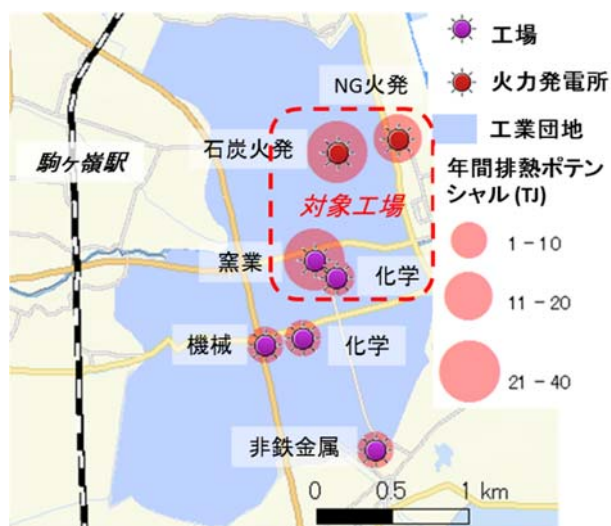 工場
NG火発
火力発電所
石炭火発
工業団地
駒ヶ嶺駅
年間排熱ポテン
シャル (TJ)
対象工場
1－10
窯業
化学
11－20
機械
化学
21－40
非鉄金属
0 0.5 1 km